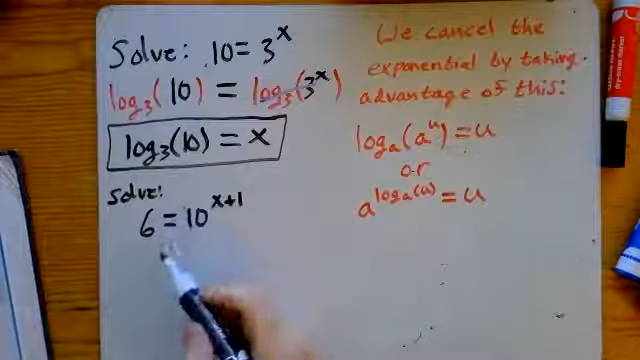 Solve: 10 = 3^x
log₃(10) = log₃(3^x)
log₃(10) = x
Solve:
6 = 10^(x+1)
We cancel the
exponential by taking
advantage of this:
logₐ(a^u) = u
or
a^(logₐ(u)) = u